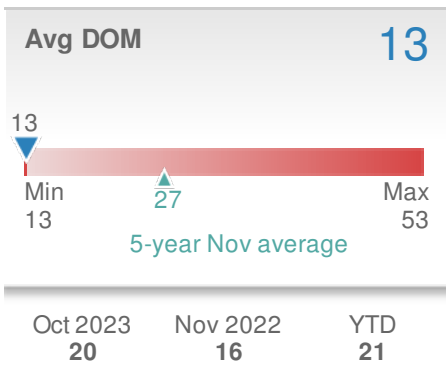 Avg DOM 13
13
Min 27 Max
13 53
5-year Nov average
Oct 2023 Nov 2022 YTD
20 16 21